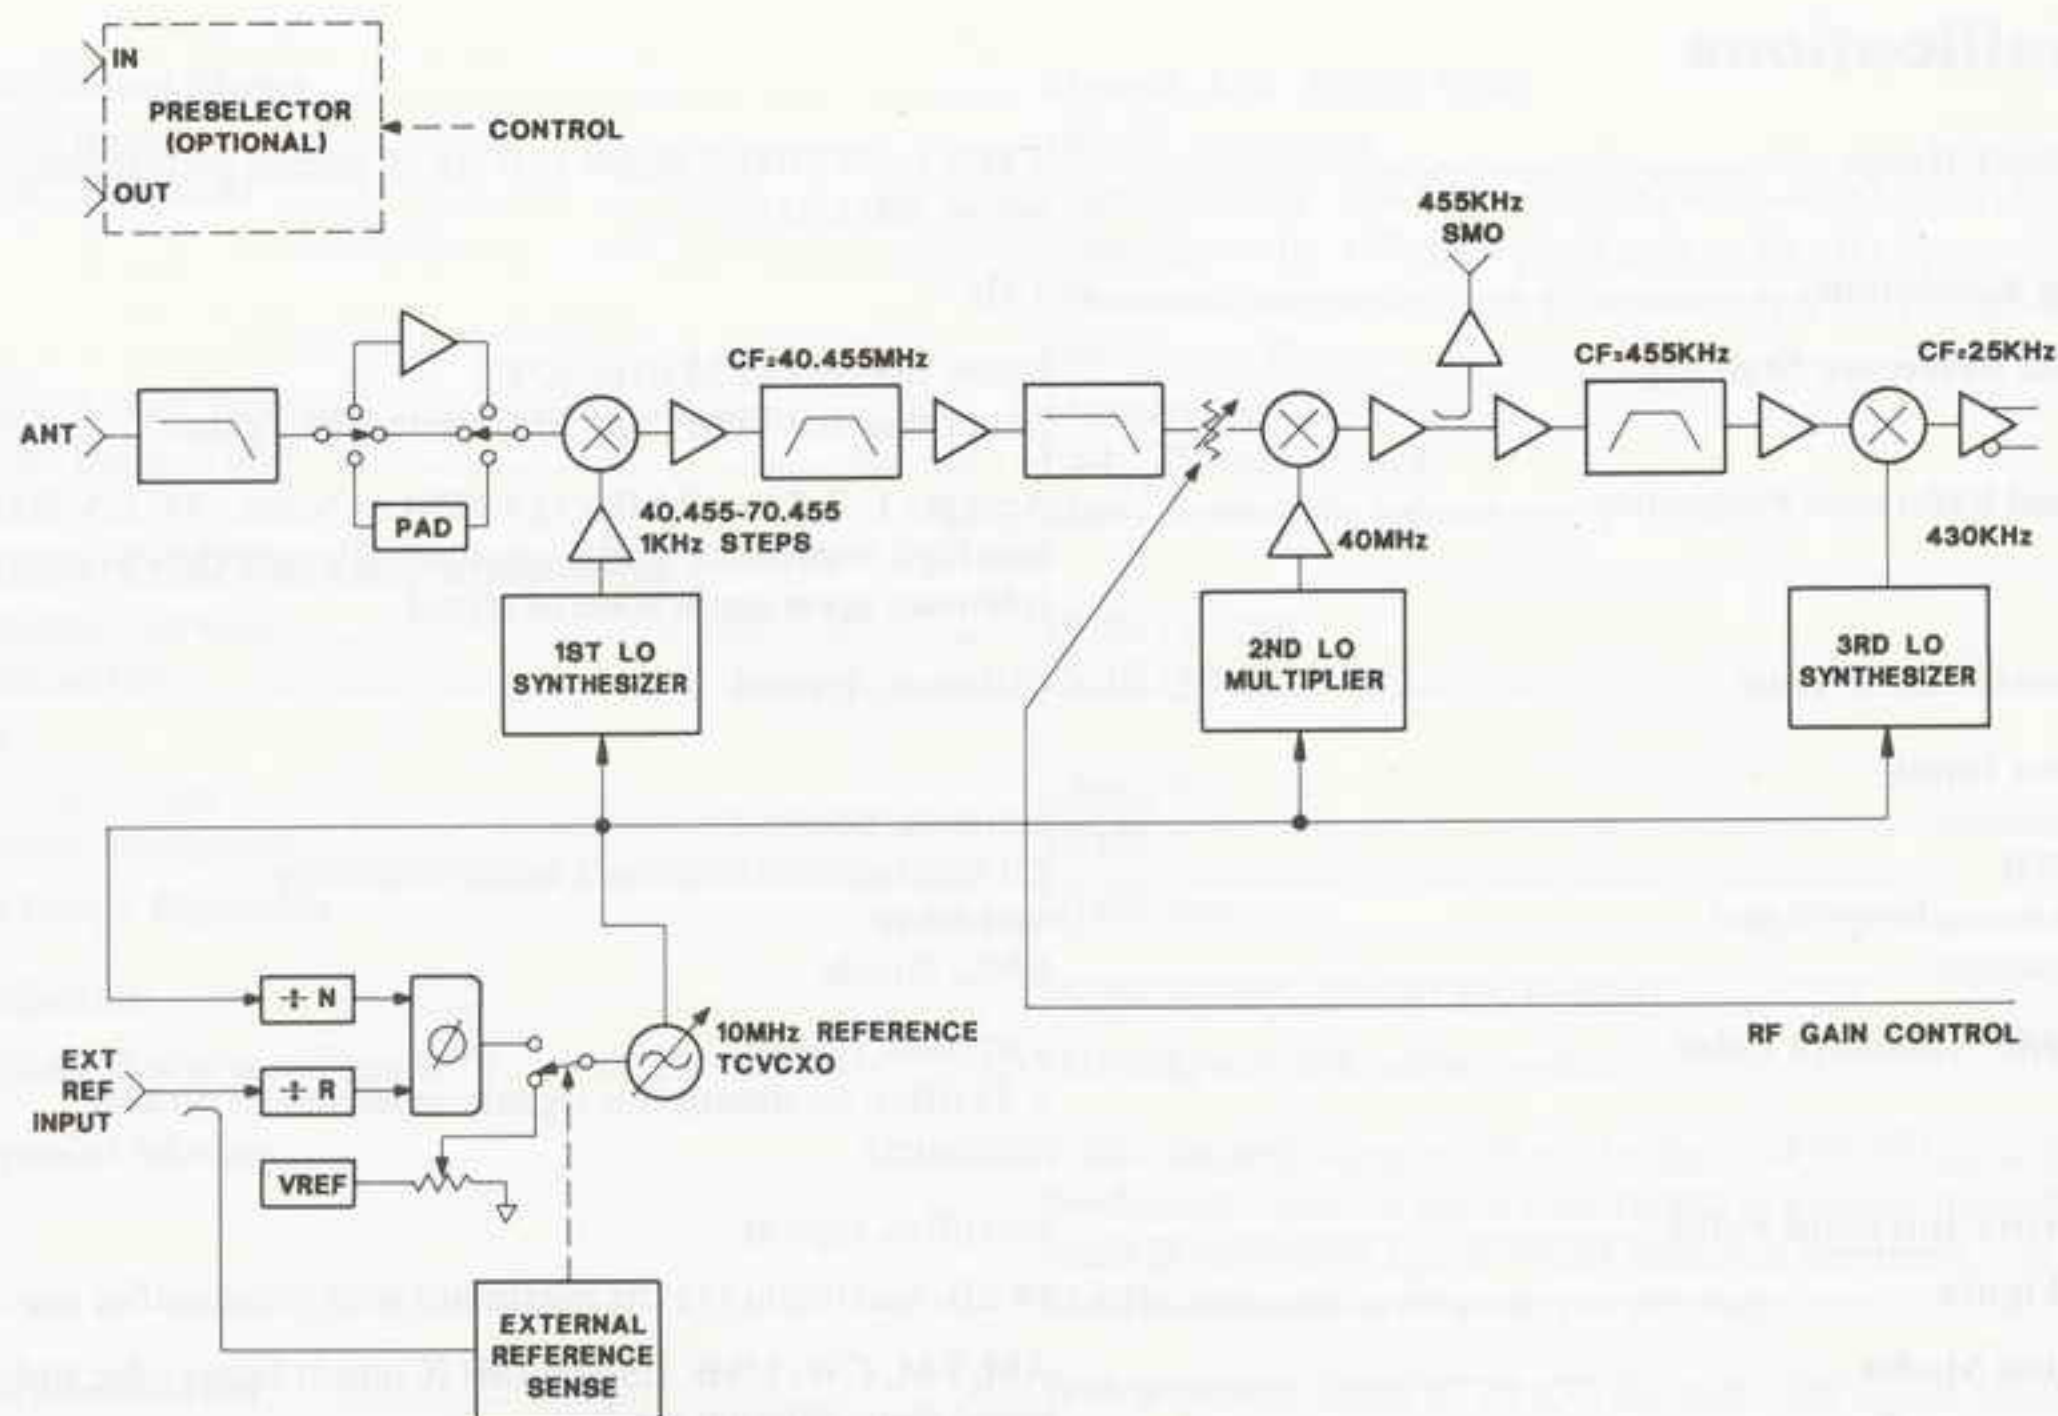 IN
PRESELECTOR
(OPTIONAL)
OUT
CONTROL
455KHz
SMO
CF=40.455MHz
CF=455KHz
CF=25KHz
ANT
PAD
40.455-70.455
1KHz STEPS
40MHz
430KHz
1ST LO
SYNTHESIZER
2ND LO
MULTIPLIER
3RD LO
SYNTHESIZER
÷ N
EXT
REF
INPUT
÷ R
Ø
10MHz REFERENCE
TCVCXO
RF GAIN CONTROL
VREF
EXTERNAL
REFERENCE
SENSE